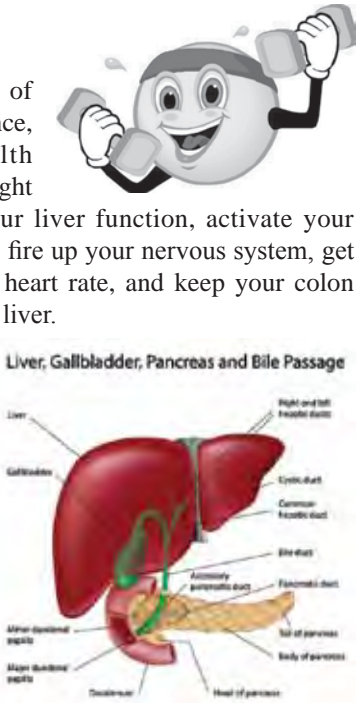 of
nce,
lth
ght
ur liver function, activate your
fire up your nervous system, get
heart rate, and keep your colon
liver.
Liver, Gallbladder, Pancreas and Bile Passage
Right and left
hepatic ducts
Liver
Gallbladder
Cystic duct
Common
hepatic duct
Bile duct
Accessory
pancreatic duct
Pancreatic duct
Minor duodenal
papilla
Tail of pancreas
Body of pancreas
Major duodenal
papilla
Duodenum
Head of pancreas